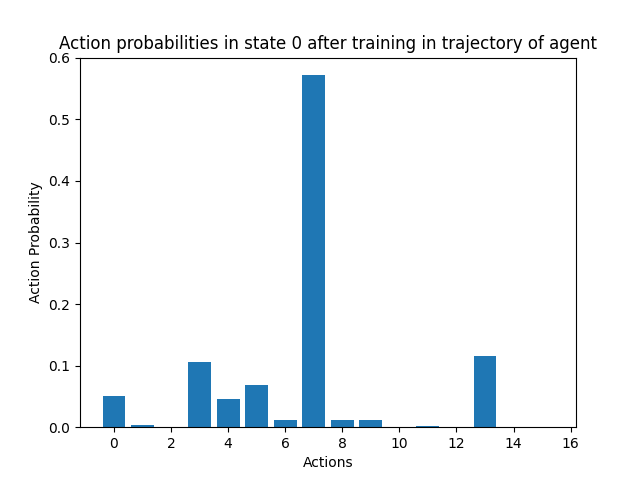 Action probabilities in state 0 after training in trajectory of agent
0.6
0.5
0.4
0.3
0.2
0.1
0.0
Action Probability
0 2 4 6 8 10 12 14 16
Actions